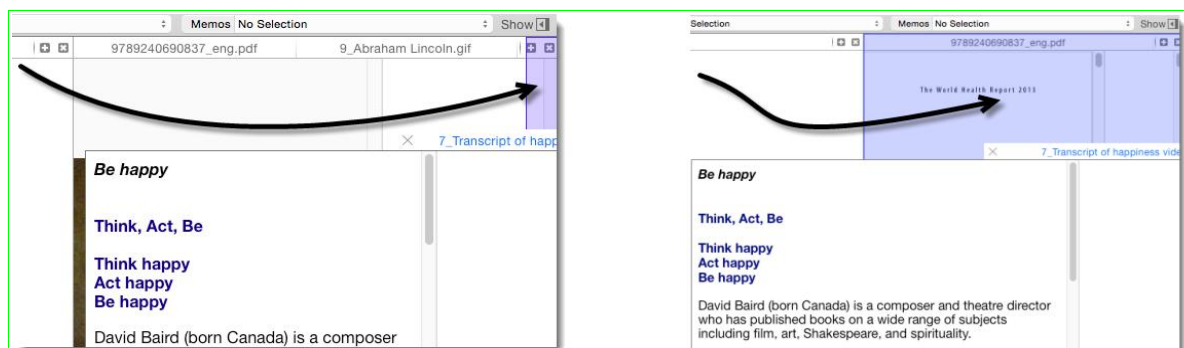 Memos No Selection Show
9789240690837_eng.pdf 9_Abraham Lincoln.gif
7_Transcript of happ
Be happy
Think, Act, Be
Think happy
Act happy
Be happy
David Baird (born Canada) is a composer
Selection Memos No Selection Show
9789240690837_eng.pdf
The World Health Report 2013
7_Transcript of happiness vide
Be happy
Think, Act, Be
Think happy
Act happy
Be happy
David Baird (born Canada) is a composer and theatre director
who has published books on a wide range of subjects
including film, art, Shakespeare, and spirituality.